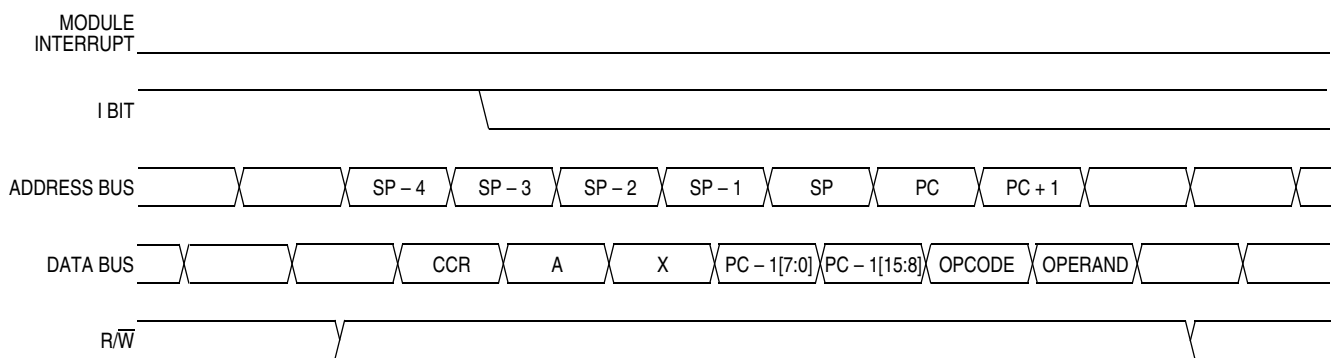 MODULE
INTERRUPT
I BIT
ADDRESS BUS SP – 4 SP – 3 SP – 2 SP – 1 SP PC PC + 1
DATA BUS CCR A X PC – 1[7:0] PC – 1[15:8] OPCODE OPERAND
R/W̅